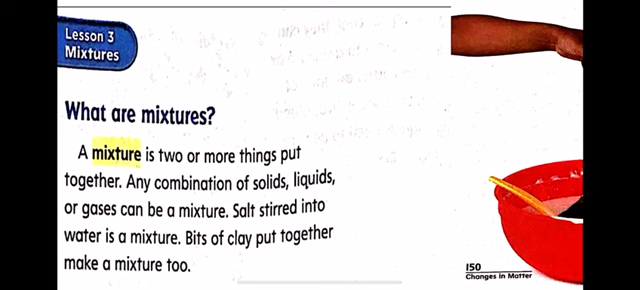 Lesson 3
Mixtures
What are mixtures?
A mixture is two or more things put
together. Any combination of solids, liquids,
or gases can be a mixture. Salt stirred into
water is a mixture. Bits of clay put together
make a mixture too.
150
Changes in Matter